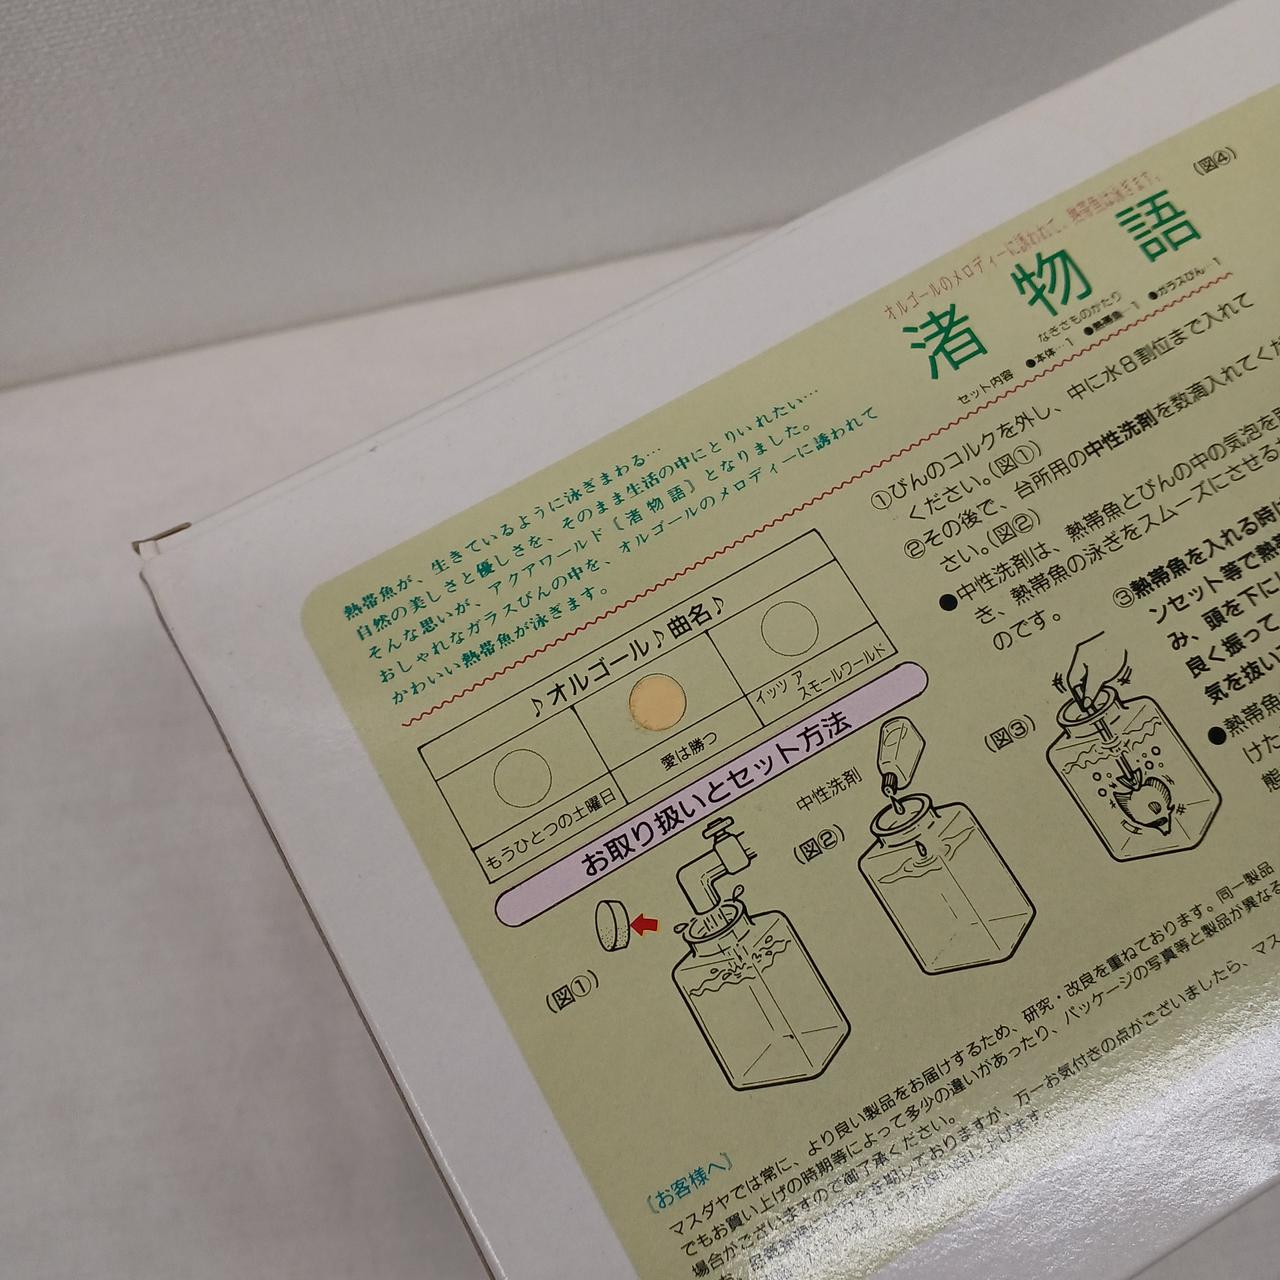 オルゴールのメロディーに誘われて、熱帯魚は泳ぎます。
渚物語
なぎさものがたり
セット内容 ●本体…1 ●熱帯魚…1 ●ガラスびん…1
(図④)
熱帯魚が、生きているように泳ぎまわる…
自然の美しさと優しさを、そのまま生活の中にとりいれたい…
そんな思いが、アクアワールド〔渚物語〕となりました。
おしゃれなガラスびんの中を、オルゴールのメロディーに誘われて
かわいい熱帯魚が泳ぎます。
♪オルゴール♪曲名♪
もうひとつの土曜日
愛は勝つ
イッツ ア スモールワールド
お取り扱いとセット方法
①びんのコルクを外し、中に水8割位まで入れて
ください。(図①)
②その後で、台所用の中性洗剤を数滴入れてくだ
さい。(図②)
●中性洗剤は、熱帯魚とびんの中の気泡を
き、熱帯魚の泳ぎをスムーズにさせる
のです。
③熱帯魚を入れる時
ンセット等で熱
み、頭を下に
良く振って
気を抜い
●熱帯魚
けた
態
中性洗剤
(図①)
(図②)
(図③)
〔お客様へ〕
マスダヤでは常に、より良い製品をお届けするため、研究・改良を重ねております。同一製品
でもお買い上げの時期等によって多少の違いがあったり、パッケージの写真等と製品が異なる
場合がございますので御了承ください。
万一お気付きの点がございましたら、マス